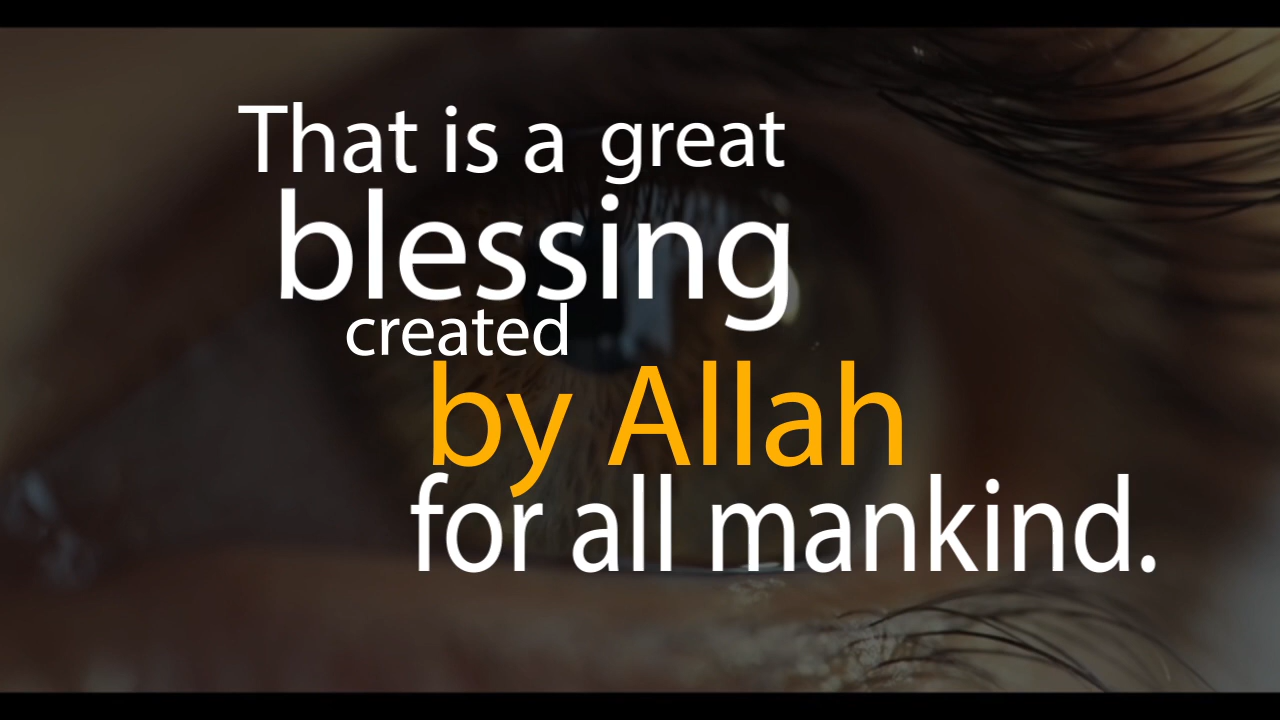 That is a great
blessing
created
by Allah
for all mankind.